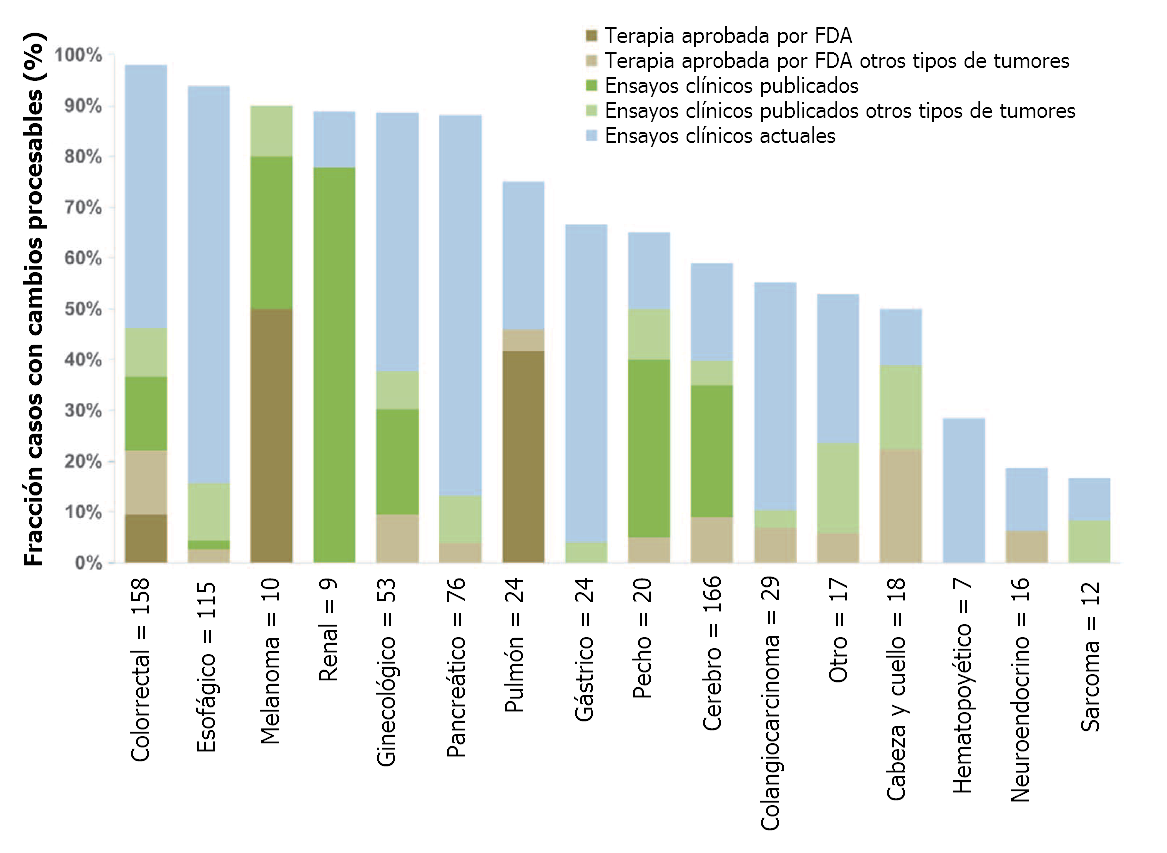 Terapia aprobada por FDA
Terapia aprobada por FDA otros tipos de tumores
Ensayos clínicos publicados
Ensayos clínicos publicados otros tipos de tumores
Ensayos clínicos actuales
Fracción casos con cambios procesables (%)
100%
90%
80%
70%
60%
50%
40%
30%
20%
10%
0%
Colorrectal = 158
Esofágico = 115
Melanoma = 10
Renal = 9
Ginecológico = 53
Pancreático = 76
Pulmón = 24
Gástrico = 24
Pecho = 20
Cerebro = 166
Colangiocarcinoma = 29
Otro = 17
Cabeza y cuello = 18
Hematopoyético = 7
Neuroendocrino = 16
Sarcoma = 12